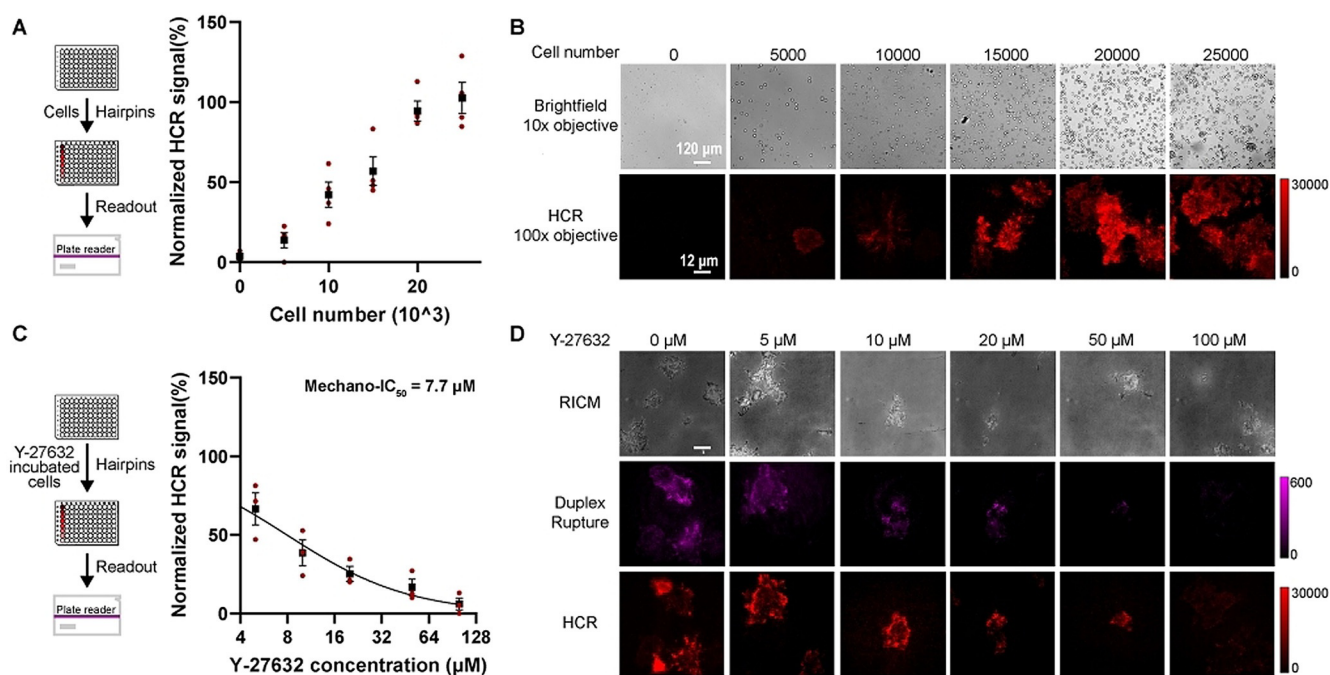 A
Cells
Hairpins
Readout
Plate reader
Normalized HCR signal(%)
150
100
50
0
0
10
20
Cell number (10^3)
B
Cell number 0 5000 10000 15000 20000 25000
Brightfield
10x objective
120 µm
HCR
100x objective
12 µm
30000
0
C
Y-27632
incubated
cells
Hairpins
Readout
Plate reader
Normalized HCR signal(%)
150
100
50
0
Mechano-IC50 = 7.7 µM
4 8 16 32 64 128
Y-27632 concentration (µM)
D
Y-27632 0 µM 5 µM 10 µM 20 µM 50 µM 100 µM
RICM
Duplex
Rupture
600
0
HCR
30000
0